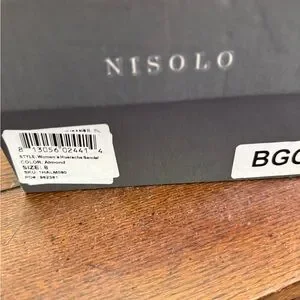 NISOLO
8 13056 02441 4
STYLE: Women's Huarache Sandal
COLOR: Almond
SIZE: 8
BGC